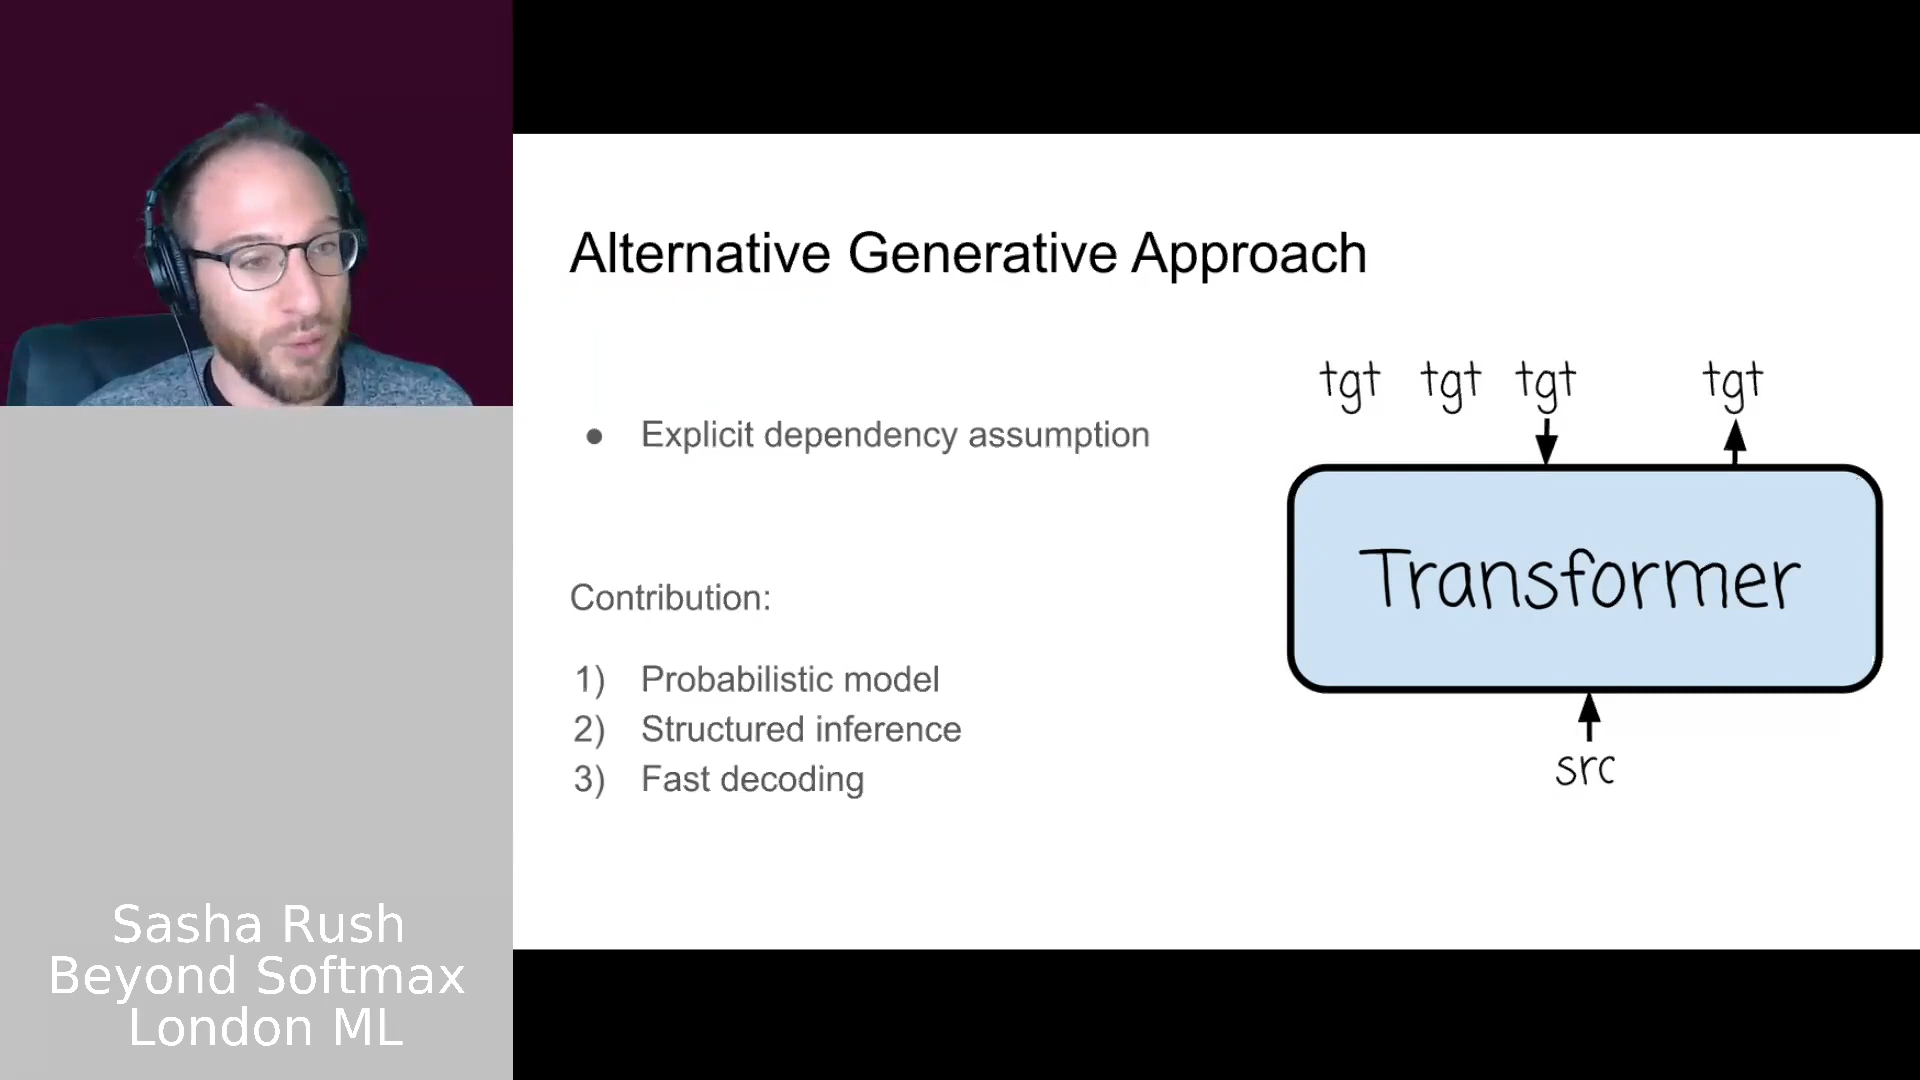 Alternative Generative Approach
● Explicit dependency assumption
Contribution:
1) Probabilistic model
2) Structured inference
3) Fast decoding
tgt tgt tgt tgt
Transformer
src
Sasha Rush
Beyond Softmax
London ML